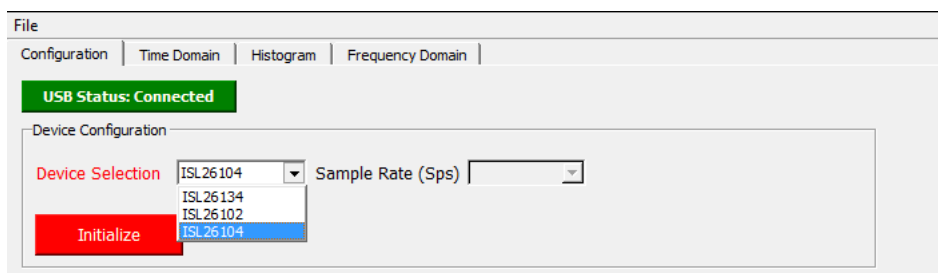 File
Configuration Time Domain Histogram Frequency Domain
USB Status: Connected
Device Configuration
Device Selection ISL26104 Sample Rate (Sps)
ISL26134
ISL26102
ISL26104
Initialize